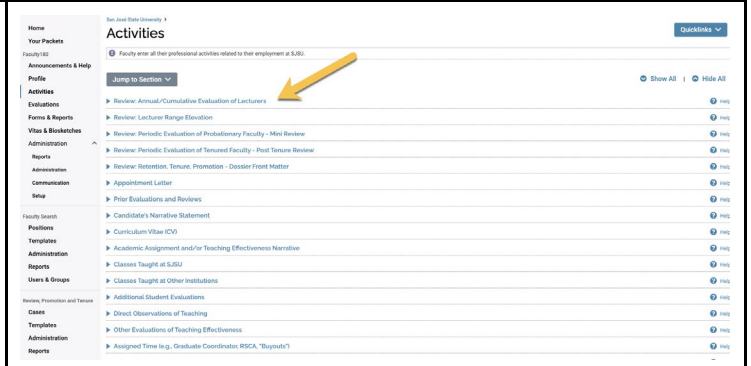 Home
Your Packets
Faculty180
Announcements & Help
Profile
Activities
Evaluations
Forms & Reports
Vitas & Biosketches
Administration
Reports
Administration
Communication
Setup
Faculty Search
Positions
Templates
Administration
Reports
Users & Groups
Review, Promotion and Tenure
Cases
Templates
Administration
Reports
San José State University
Activities
Quicklinks
Faculty enter all their professional activities related to their employment at SJSU.
Jump to Section
Show All | Hide All
Review: Annual/Cumulative Evaluation of Lecturers Help
Review: Lecturer Range Elevation Help
Review: Periodic Evaluation of Probationary Faculty - Mini Review Help
Review: Periodic Evaluation of Tenured Faculty - Post Tenure Review Help
Review: Retention, Tenure, Promotion - Dossier Front Matter Help
Appointment Letter Help
Prior Evaluations and Reviews Help
Candidate's Narrative Statement Help
Curriculum Vitae (CV) Help
Academic Assignment and/or Teaching Effectiveness Narrative Help
Classes Taught at SJSU Help
Classes Taught at Other Institutions Help
Additional Student Evaluations Help
Direct Observations of Teaching Help
Other Evaluations of Teaching Effectiveness Help
Assigned Time (e.g., Graduate Coordinator, RSCA, "Buyouts") Help